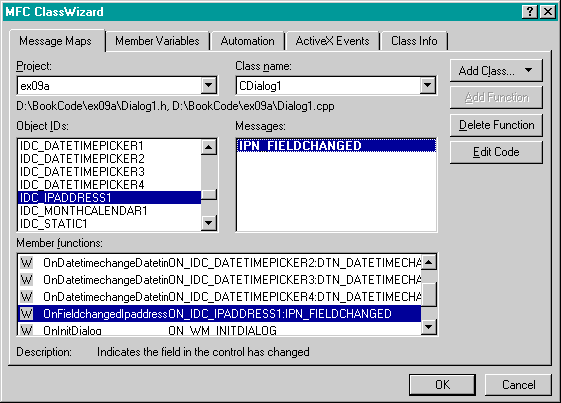 MFC ClassWizard
Message Maps
Member Variables
Automation
ActiveX Events
Class Info
Project:
Class name:
ex09a
CDialog1
Add Class...
Add Function
Delete Function
Edit Code
D:\BookCode\ex09a\Dialog1.h, D:\BookCode\ex09a\Dialog1.cpp
Object IDs:
Messages:
IDC_DATETIMEPICKER1
IDC_DATETIMEPICKER2
IDC_DATETIMEPICKER3
IDC_DATETIMEPICKER4
IDC_IPADDRESS1
IDC_MONTHCALENDAR1
IDC_STATIC1
IPN_FIELDCHANGED
Member functions:
W OnDatetimechangeDatetim ON_IDC_DATETIMEPICKER2:DTN_DATETIMECHA
W OnDatetimechangeDatetim ON_IDC_DATETIMEPICKER3:DTN_DATETIMECHA
W OnDatetimechangeDatetim ON_IDC_DATETIMEPICKER4:DTN_DATETIMECHA
W OnFieldchangedIpaddress ON_IDC_IPADDRESS1:IPN_FIELDCHANGED
W OnInitDialog ON_WM_INITDIALOG
Description: Indicates the field in the control has changed
OK
Cancel